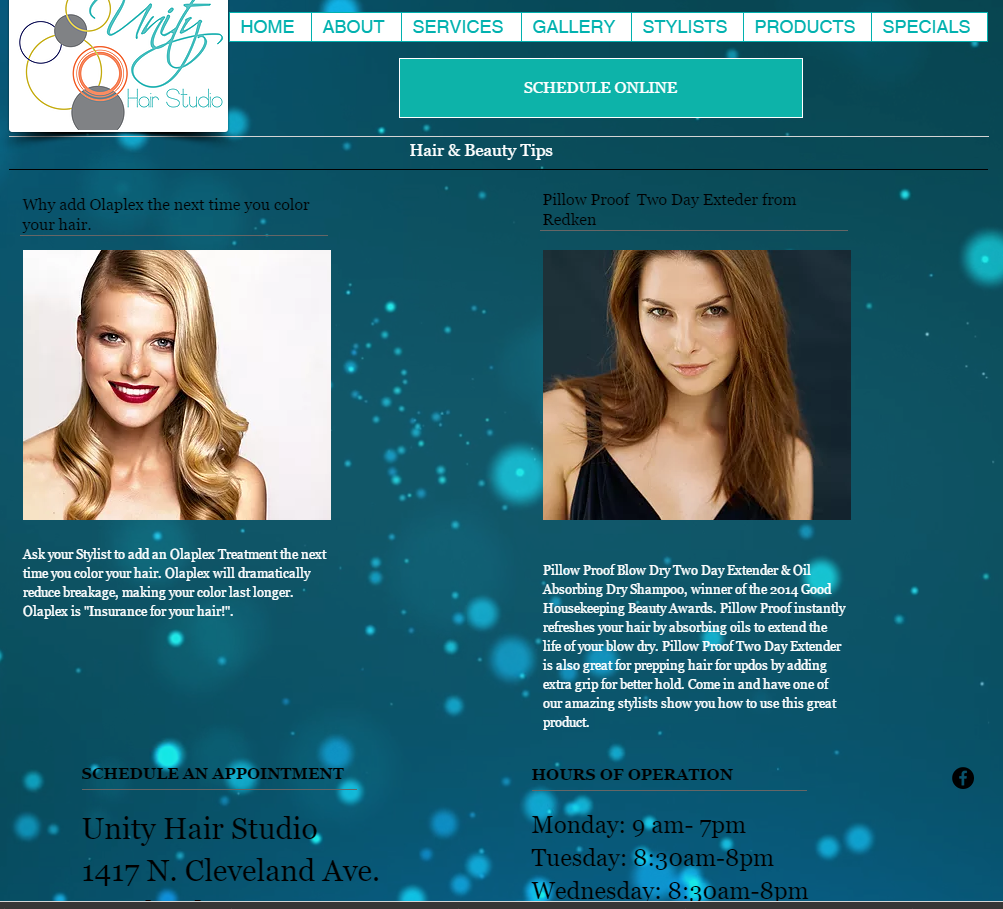 Unity
Hair Studio
HOME ABOUT SERVICES GALLERY STYLISTS PRODUCTS SPECIALS
SCHEDULE ONLINE
Hair & Beauty Tips
Why add Olaplex the next time you color
your hair.
Ask your Stylist to add an Olaplex Treatment the next
time you color your hair. Olaplex will dramatically
reduce breakage, making your color last longer.
Olaplex is "Insurance for your hair!".
Pillow Proof  Two Day Exteder from
Redken
Pillow Proof Blow Dry Two Day Extender & Oil
Absorbing Dry Shampoo, winner of the 2014 Good
Housekeeping Beauty Awards. Pillow Proof instantly
refreshes your hair by absorbing oils to extend the
life of your blow dry. Pillow Proof Two Day Extender
is also great for prepping hair for updos by adding
extra grip for better hold. Come in and have one of
our amazing stylists show you how to use this great
product.
SCHEDULE AN APPOINTMENT
Unity Hair Studio
1417 N. Cleveland Ave.
HOURS OF OPERATION
Monday: 9 am- 7pm
Tuesday: 8:30am-8pm
Wednesday: 8:30am-8pm